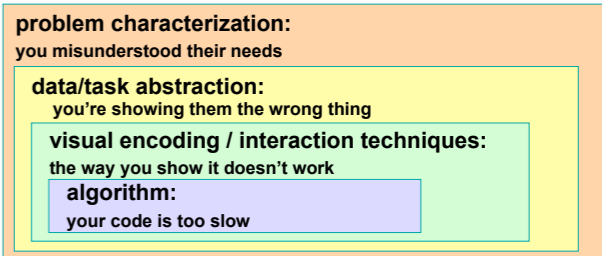 problem characterization:
you misunderstood their needs
data/task abstraction:
you're showing them the wrong thing
visual encoding / interaction techniques:
the way you show it doesn't work
algorithm:
your code is too slow